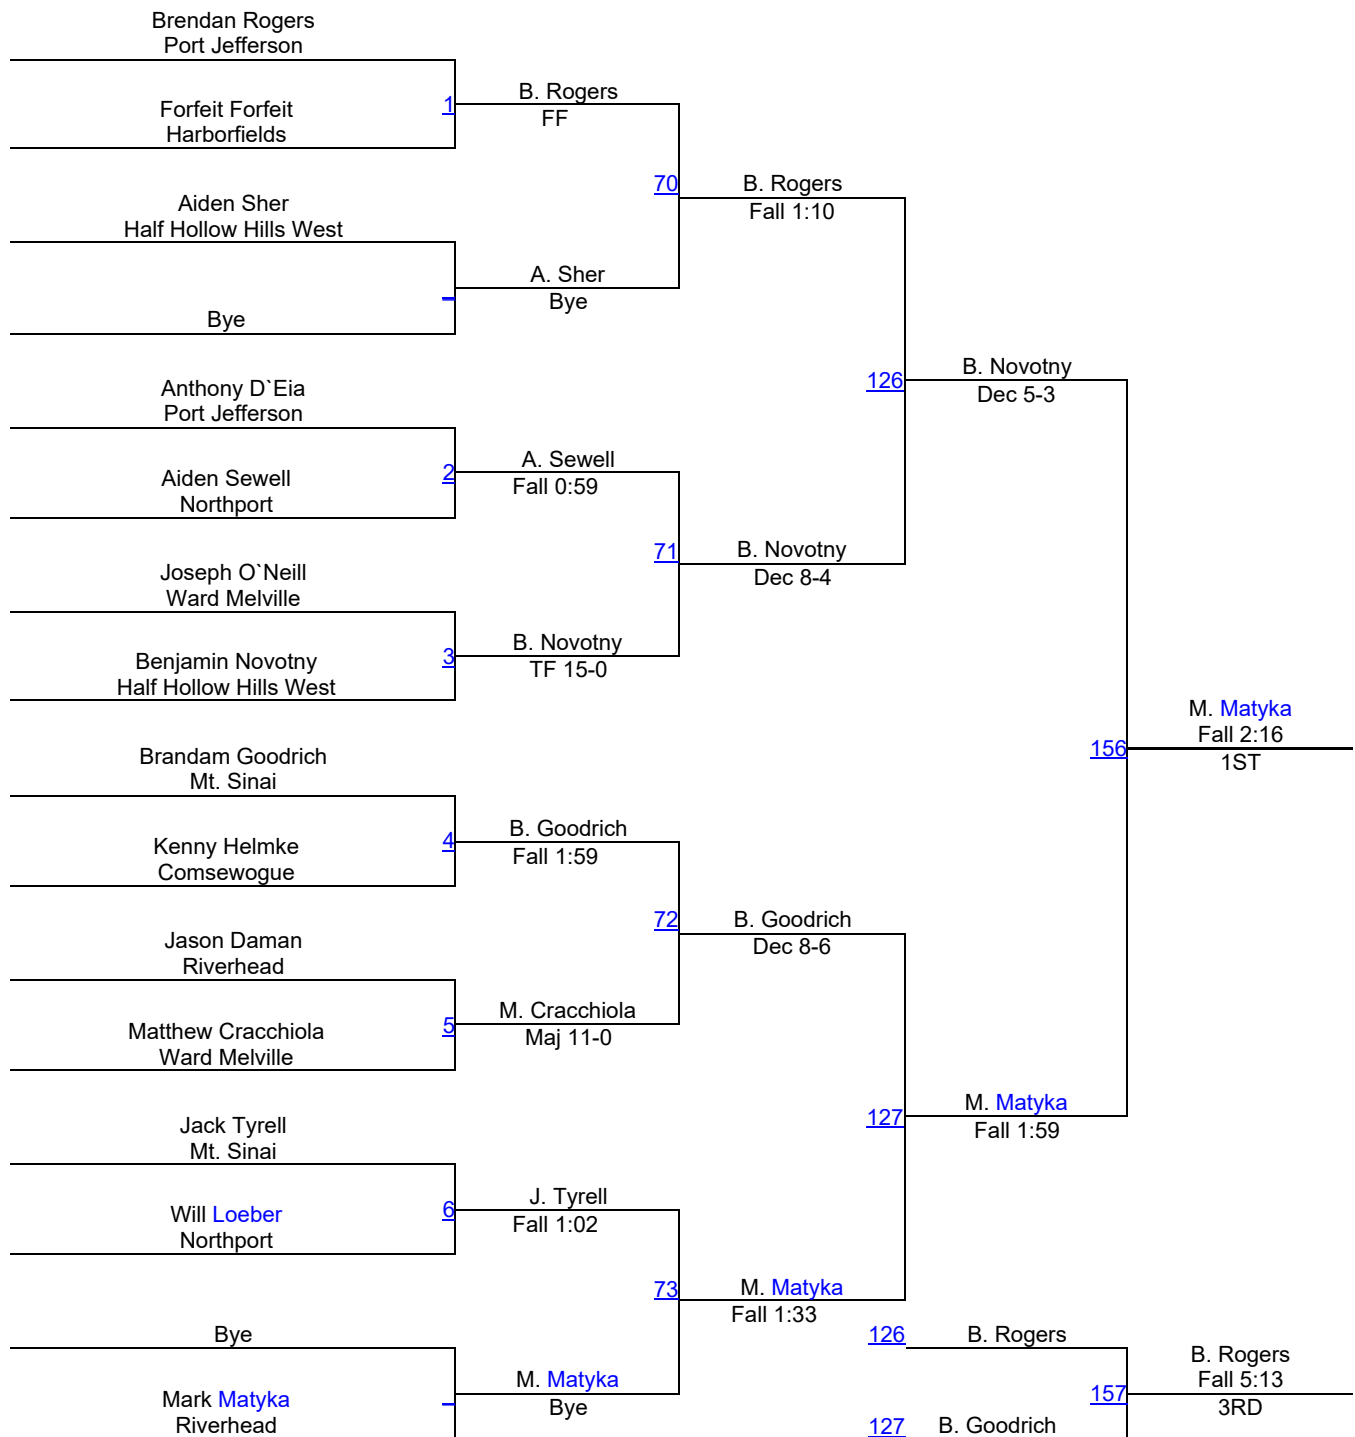 Brendan Rogers
Port Jefferson
1
Forfeit Forfeit
Harborfields
B. Rogers
FF
Aiden Sher
Half Hollow Hills West
Bye
A. Sher
Bye
70
B. Rogers
Fall 1:10
Anthony D`Eia
Port Jefferson
2
Aiden Sewell
Northport
A. Sewell
Fall 0:59
Joseph O`Neill
Ward Melville
3
Benjamin Novotny
Half Hollow Hills West
B. Novotny
TF 15-0
71
B. Novotny
Dec 8-4
126
B. Novotny
Dec 5-3
Brandam Goodrich
Mt. Sinai
4
Kenny Helmke
Comsewogue
B. Goodrich
Fall 1:59
Jason Daman
Riverhead
5
Matthew Cracchiola
Ward Melville
M. Cracchiola
Maj 11-0
72
B. Goodrich
Dec 8-6
Jack Tyrell
Mt. Sinai
6
Will Loeber
Northport
J. Tyrell
Fall 1:02
Bye
Mark Matyka
Riverhead
M. Matyka
Bye
73
M. Matyka
Fall 1:33
127
M. Matyka
Fall 1:59
156
M. Matyka
Fall 2:16
1ST
126
B. Rogers
127
B. Goodrich
157
B. Rogers
Fall 5:13
3RD